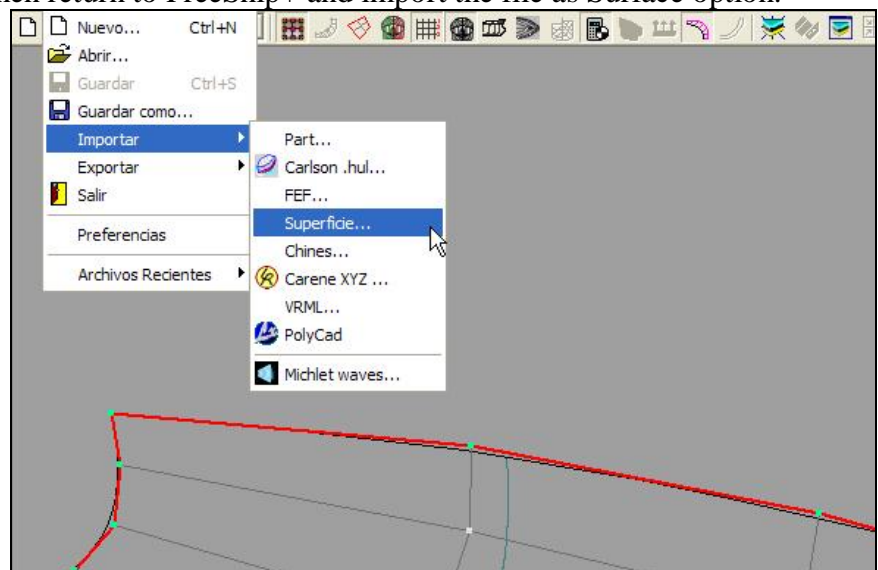 then return to FreeShip+ and import the file as Surface option.
Nuevo... Ctrl+N
Abrir...
Guardar Ctrl+S
Guardar como...
Importar
Exportar
Salir
Preferencias
Archivos Recientes
Part...
Carlson .hul...
FEF...
Superficie...
Chines...
Carene XYZ ...
VRML...
PolyCad
Michlet waves...